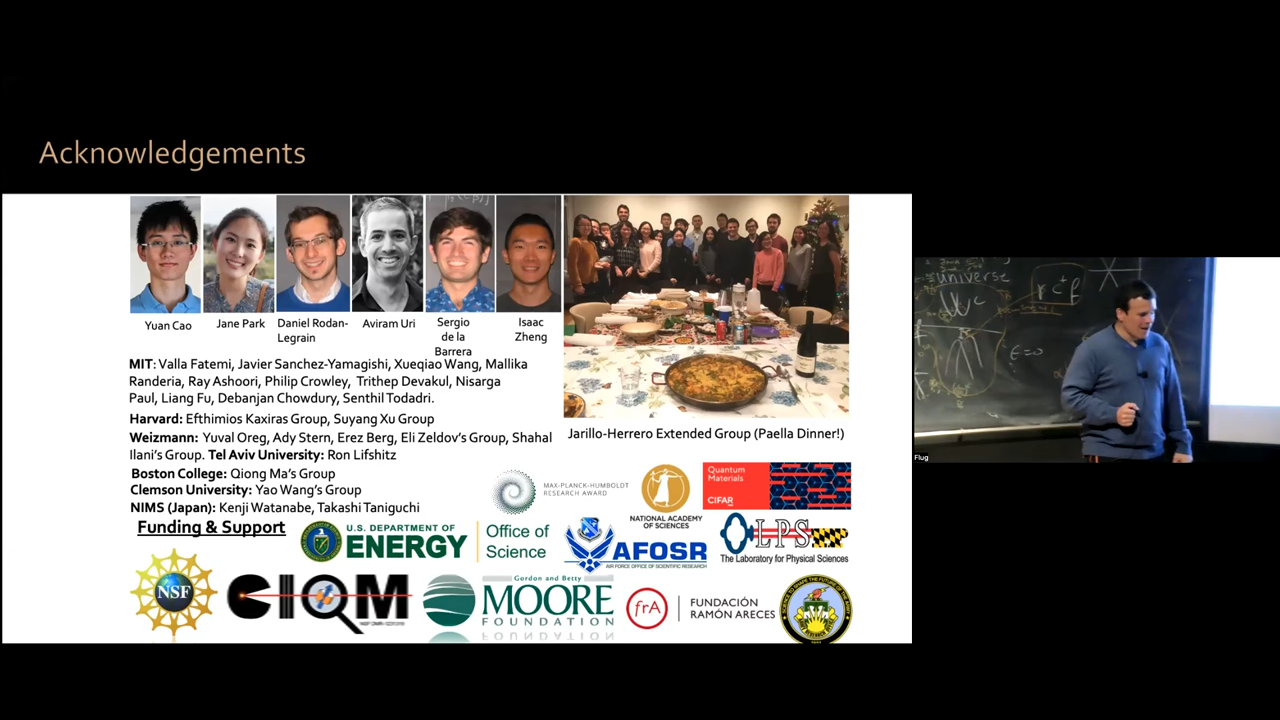 Acknowledgements
Yuan Cao
Jane Park
Daniel Rodan-
Legrain
Aviram Uri
Sergio
de la
Barrera
Isaac
Zheng
MIT: Valla Fatemi, Javier Sanchez-Yamagishi, Xueqiao Wang, Mallika
Randeria, Ray Ashoori, Philip Crowley, Trithep Devakul, Nisarga
Paul, Liang Fu, Debanjan Chowdury, Senthil Todadri.
Harvard: Efthimios Kaxiras Group, Suyang Xu Group
Weizmann: Yuval Oreg, Ady Stern, Erez Berg, Eli Zeldov's Group, Shahal
Ilani's Group. Tel Aviv University: Ron Lifshitz
Boston College: Qiong Ma's Group
Clemson University: Yao Wang's Group
NIMS (Japan): Kenji Watanabe, Takashi Taniguchi
Jarillo-Herrero Extended Group (Paella Dinner!)
Funding & Support
U.S. DEPARTMENT OF
ENERGY
Office of
Science
MAX-PLANCK-HUMBOLDT
RESEARCH AWARD
NATIONAL ACADEMY
OF SCIENCES
Quantum
Materials
CIFAR
AFOSR
AIR FORCE OFFICE OF SCIENTIFIC RESEARCH
LPS
The Laboratory for Physical Sciences
NSF
CIQM
Gordon and Betty
MOORE
FOUNDATION
frA
FUNDACIÓN
RAMÓN ARECES
universe
Flug